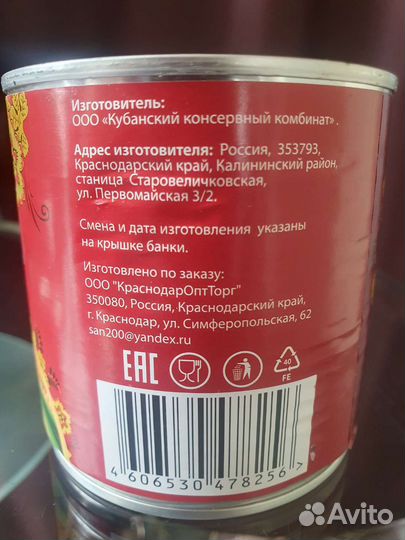 Изготовитель:
ООО «Кубанский консервный комбинат» .
Адрес изготовителя: Россия, 353793,
Краснодарский край, Калининский район,
станица Старовеличковская,
ул. Первомайская 3/2.
Смена и дата изготовления указаны
на крышке банки.
Изготовлено по заказу:
ООО "КраснодарОптТорг"
350080, Россия, Краснодарский край,
г. Краснодар, ул. Симферопольская, 62
san200@yandex.ru
EAC
40
FE
4 606530 478256 >
Avito